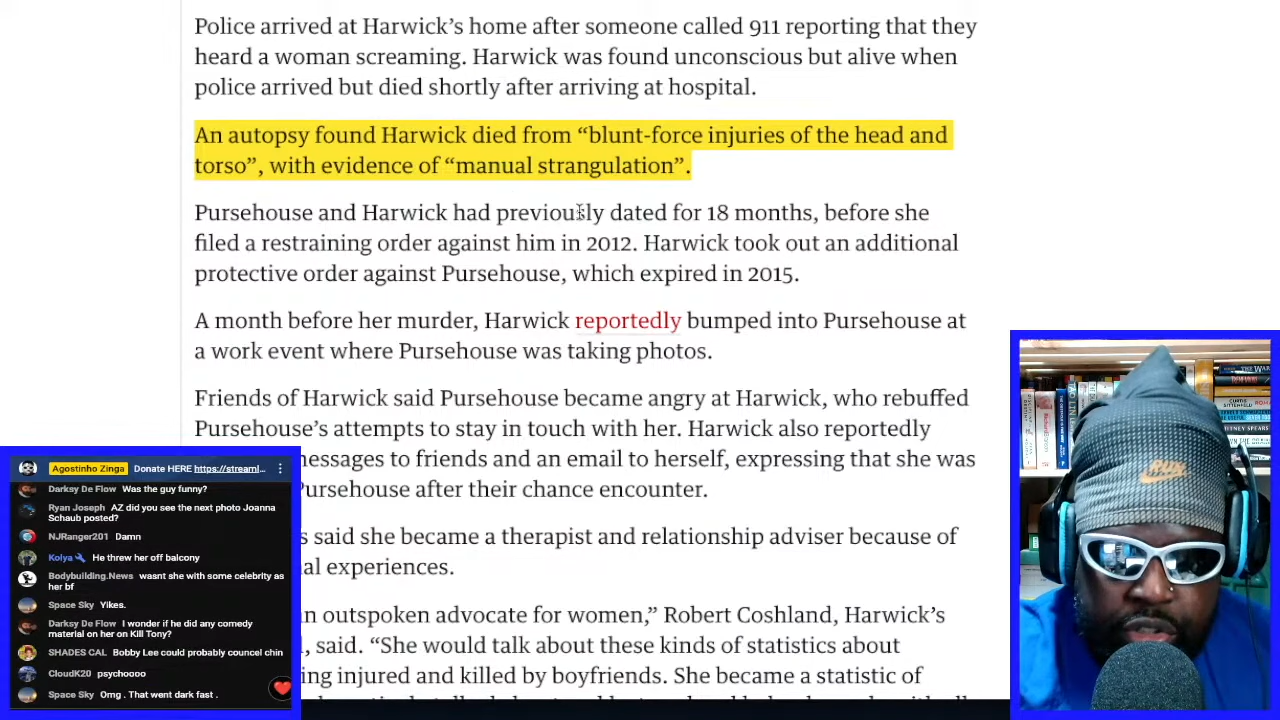 Police arrived at Harwick’s home after someone called 911 reporting that they
heard a woman screaming. Harwick was found unconscious but alive when
police arrived but died shortly after arriving at hospital.
An autopsy found Harwick died from “blunt-force injuries of the head and
torso”, with evidence of “manual strangulation”.
Pursehouse and Harwick had previously dated for 18 months, before she
filed a restraining order against him in 2012. Harwick took out an additional
protective order against Pursehouse, which expired in 2015.
A month before her murder, Harwick reportedly bumped into Pursehouse at
a work event where Pursehouse was taking photos.
Friends of Harwick said Pursehouse became angry at Harwick, who rebuffed
Pursehouse’s attempts to stay in touch with her. Harwick also reportedly
messages to friends and an email to herself, expressing that she was
Pursehouse after their chance encounter.
said she became a therapist and relationship adviser because of
experiences.
outspoken advocate for women,” Robert Coshland, Harwick’s
said. “She would talk about these kinds of statistics about
injured and killed by boyfriends. She became a statistic of
Agostinho Zinga Donate HERE https://streaml...
Darksy De Flow Was the guy funny?
Ryan Joseph AZ did you see the next photo Joanna
Schaub posted?
NJRanger201 Damn
Kolya He threw her off balcony
Bodybuilding.News wasnt she with some celebrity as
her bf
Space Sky Yikes.
Darksy De Flow I wonder if he did any comedy
material on her on Kill Tony?
SHADES CAL Bobby Lee could probably councel chin
CloudK20 psychoooo
Space Sky Omg . That went dark fast .